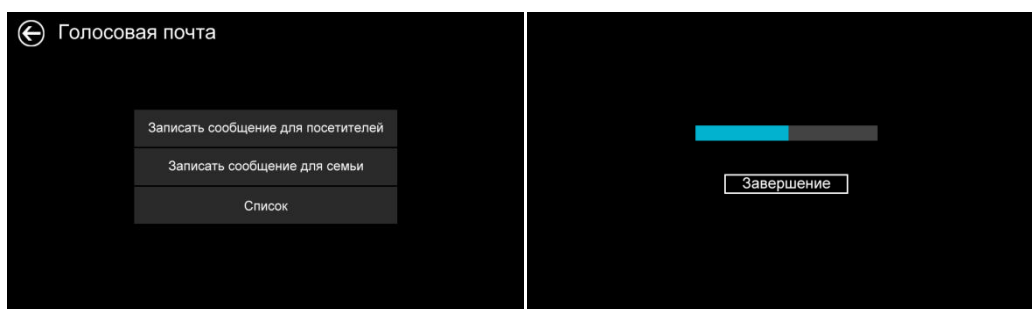 Голосовая почта
Записать сообщение для посетителей
Записать сообщение для семьи
Список
Завершение